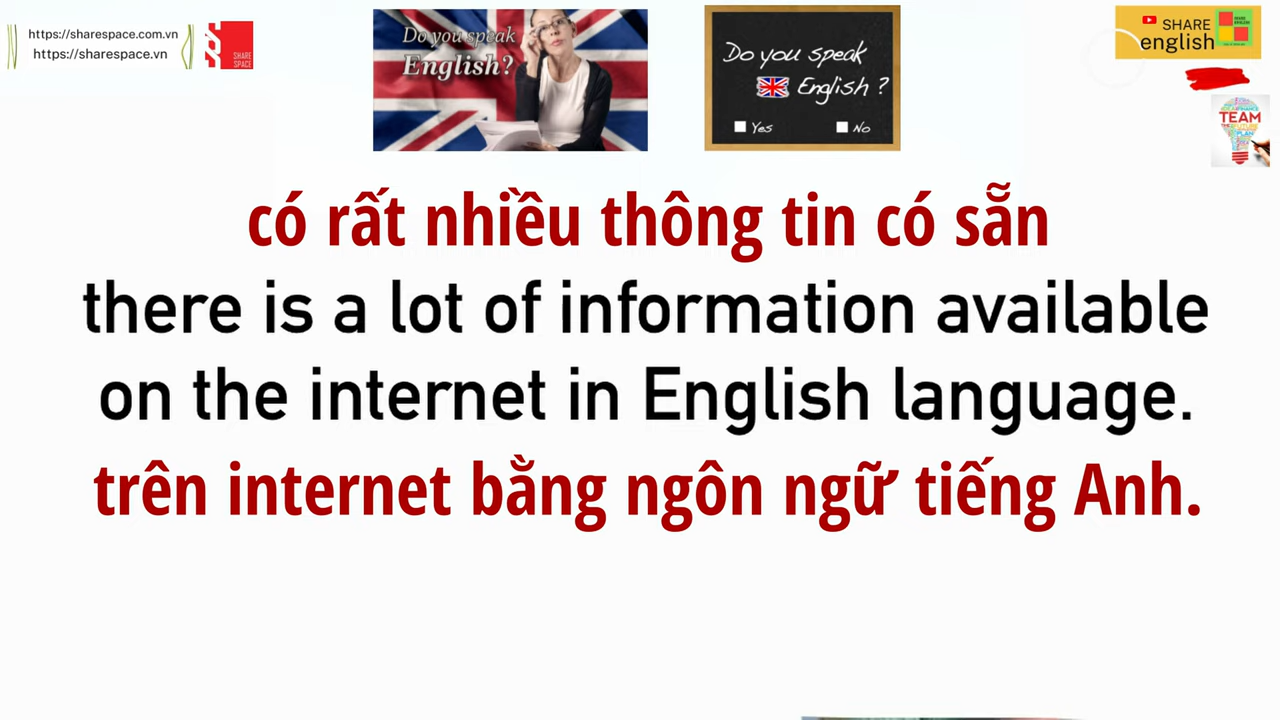 https://sharespace.com.vn
https://sharespace.vn
SHARE
SPACE
Do you speak
English?
Do you speak
English ?
Yes
No
SHARE
english
TEAM
PLAN
có rất nhiều thông tin có sẵn
there is a lot of information available
on the internet in English language.
trên internet bằng ngôn ngữ tiếng Anh.